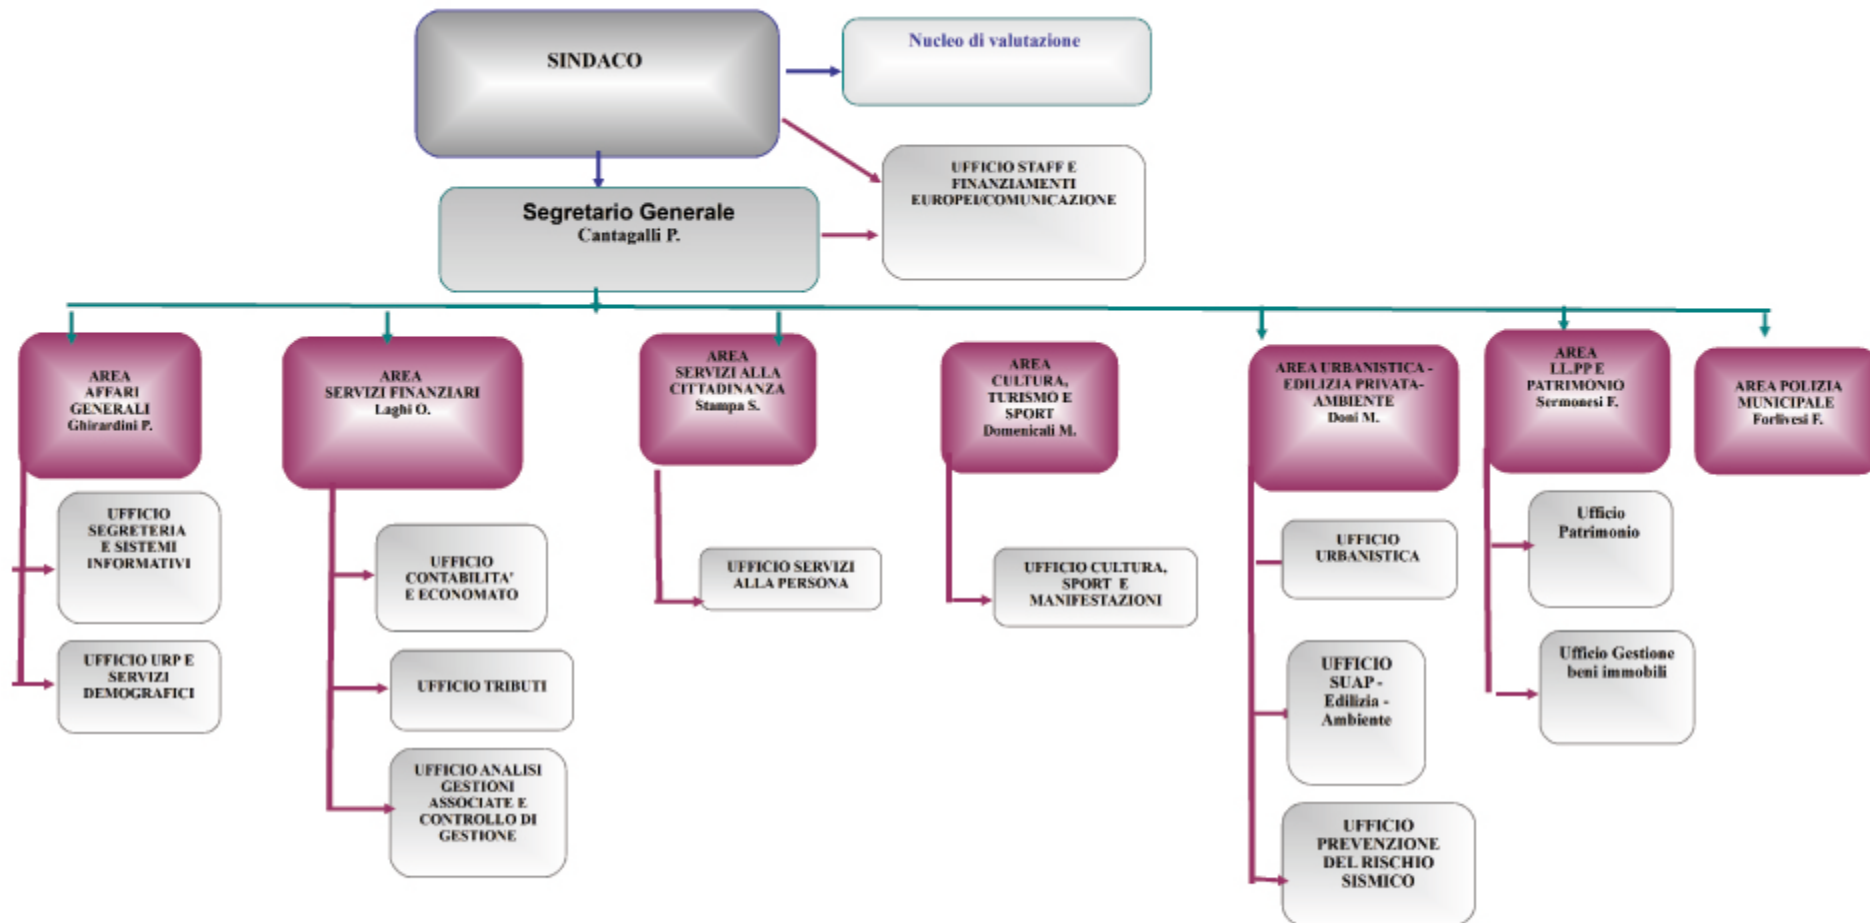 SINDACO
Nucleo di valutazione
UFFICIO STAFF E
FINANZIAMENTI
EUROPEI/COMUNICAZIONE
Segretario Generale
Cantagalli P.
AREA
AFFARI
GENERALI
Ghirardini P.
AREA
SERVIZI FINANZIARI
Laghi O.
AREA
SERVIZI ALLA
CITTADINANZA
Stampa S.
AREA
CULTURA,
TURISMO E
SPORT
Domenicali M.
AREA URBANISTICA -
EDILIZIA PRIVATA-
AMBIENTE
Doni M.
AREA
LL.PP E
PATRIMONIO
Sermonesi F.
AREA POLIZIA
MUNICIPALE
Forlivesi F.
UFFICIO
SEGRETERIA
E SISTEMI
INFORMATIVI
UFFICIO URP E
SERVIZI
DEMOGRAFICI
UFFICIO
CONTABILITA'
E ECONOMATO
UFFICIO TRIBUTI
UFFICIO ANALISI
GESTIONI
ASSOCIATE E
CONTROLLO DI
GESTIONE
UFFICIO SERVIZI
ALLA PERSONA
UFFICIO CULTURA,
SPORT E
MANIFESTAZIONI
UFFICIO
URBANISTICA
UFFICIO
SUAP -
Edilizia -
Ambiente
UFFICIO
PREVENZIONE
DEL RISCHIO
SISMICO
Ufficio
Patrimonio
Ufficio Gestione
beni immobili